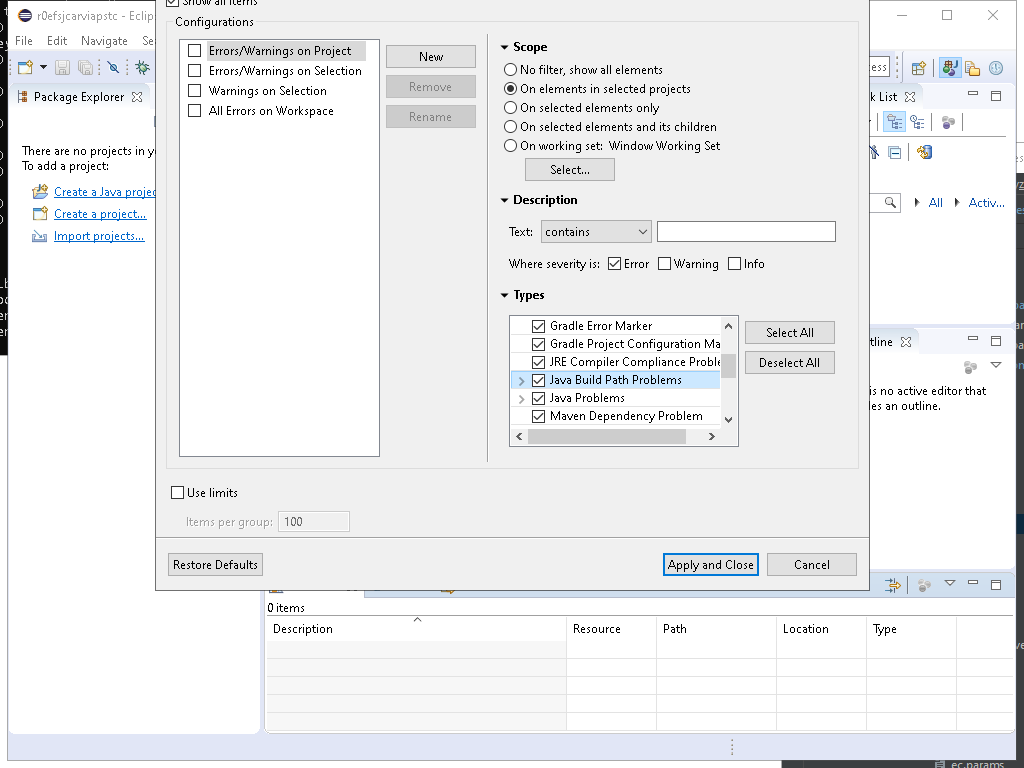 r0efsjcarviapstc - Eclip
Show all items
File Edit Navigate Se
Configurations
Errors/Warnings on Project
Errors/Warnings on Selection
Warnings on Selection
All Errors on Workspace
New
Remove
Rename
Scope
No filter, show all elements
On elements in selected projects
On selected elements only
On selected elements and its children
On working set: Window Working Set
Select...
Description
Text: contains
Where severity is: Error Warning Info
Types
Gradle Error Marker
Gradle Project Configuration Ma
JRE Compiler Compliance Proble
Java Build Path Problems
Java Problems
Maven Dependency Problem
Select All
Deselect All
Use limits
Items per group: 100
Restore Defaults
Apply and Close
Cancel
Package Explorer
There are no projects in y
To add a project:
Create a Java projec
Create a project...
Import projects...
k List
All Activ...
tline
is no active editor that
les an outline.
0 items
Description Resource Path Location Type
ec.params